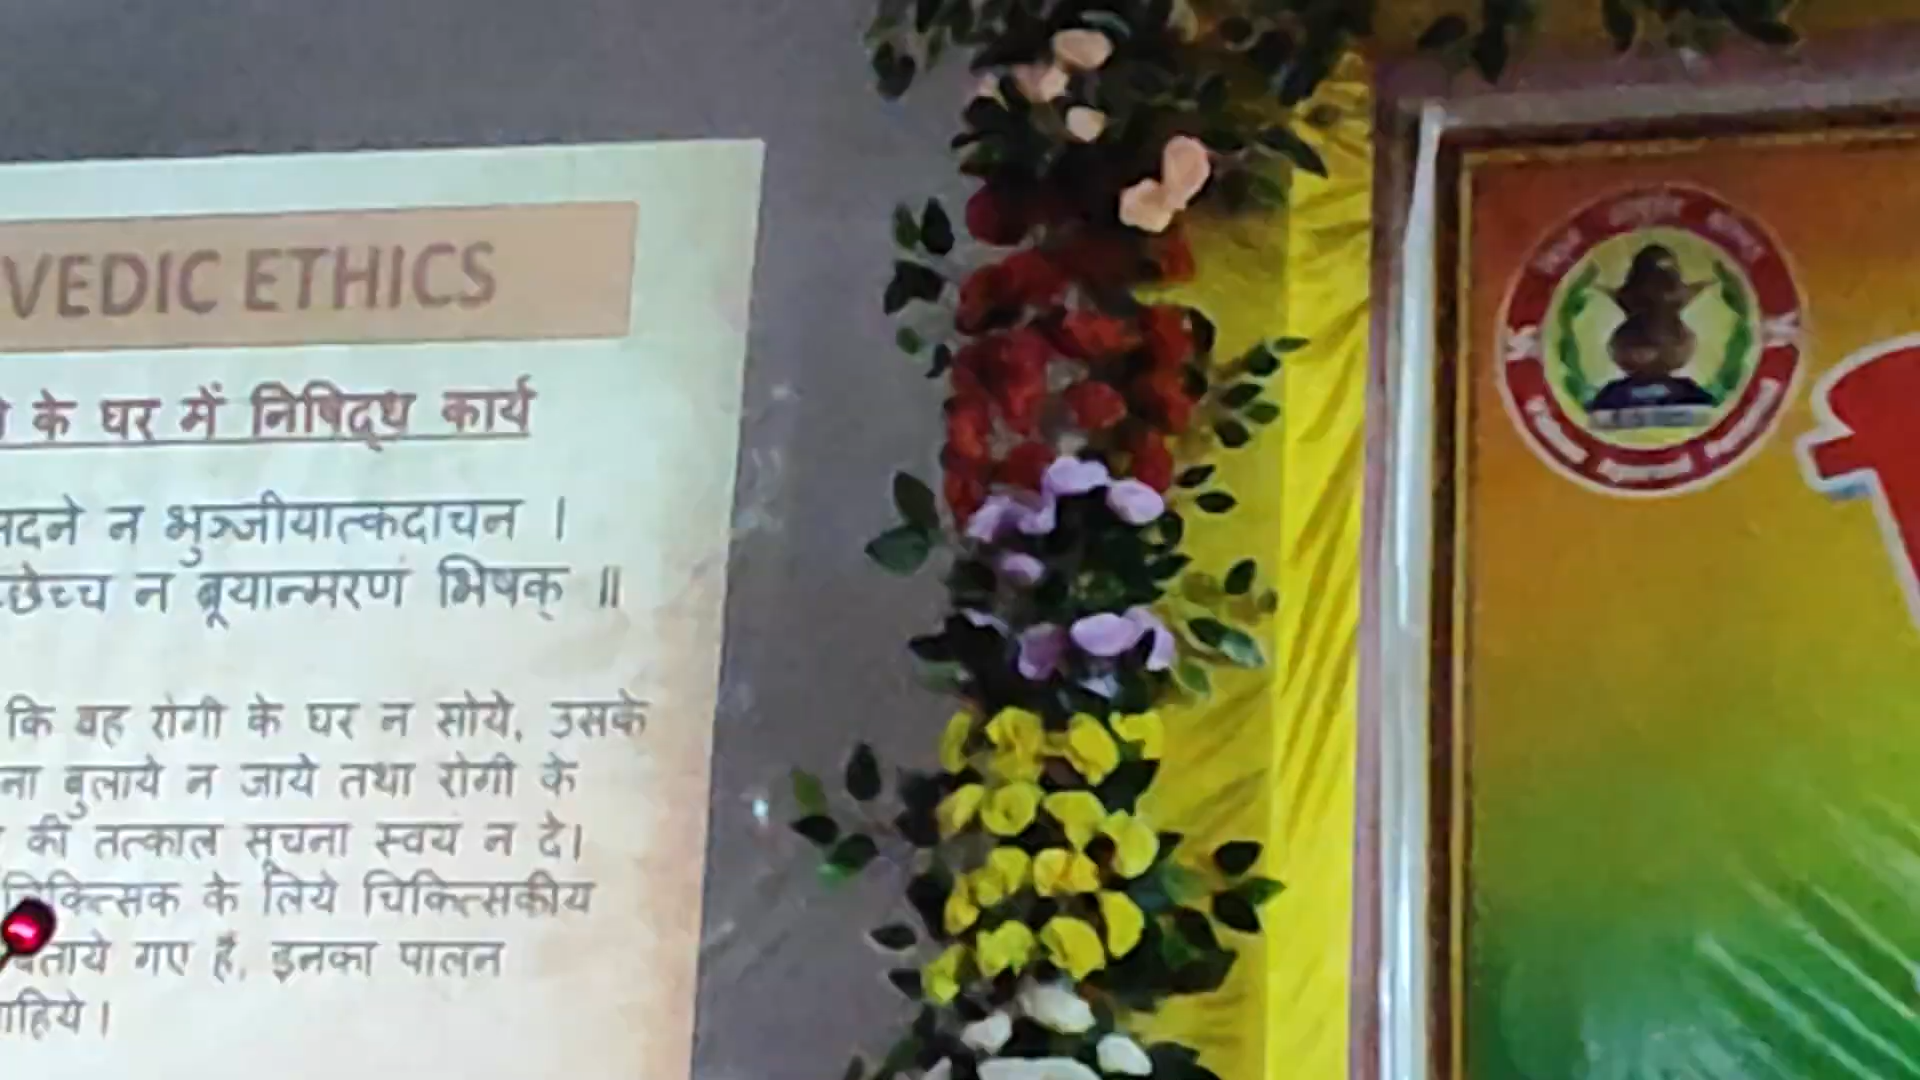 VEDIC ETHICS
के घर में निषिद्ध कार्य
न भुञ्जीयात्कदाचन ।
न ब्रूयान्मरणं भिषक् ॥
कि वह रोगी के घर न सोये, उसके
बुलाये न जाये तथा रोगी के
की तत्काल सूचना स्वयं न दे।
चिकित्सक के लिये चिकित्सकीय
बताये गए हैं, इनका पालन